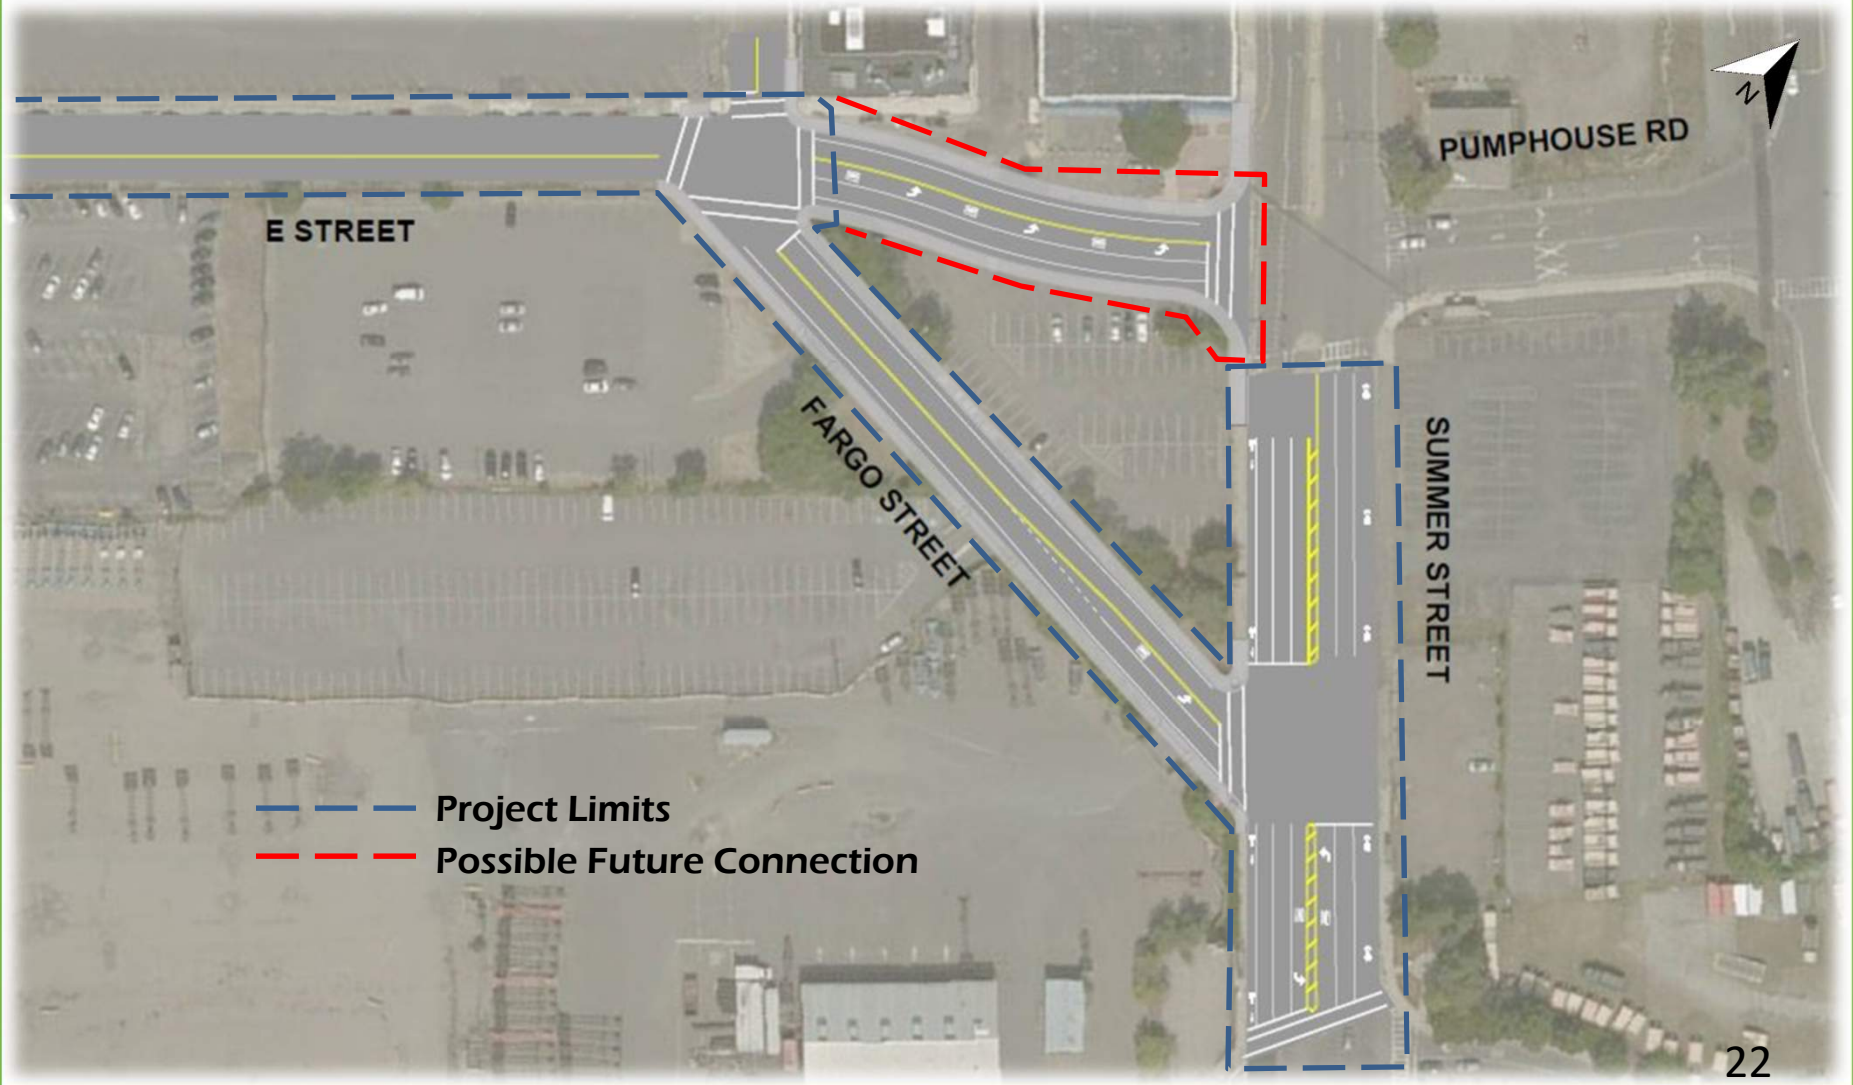 N
PUMPHOUSE RD
E STREET
FARGO STREET
SUMMER STREET
Project Limits
Possible Future Connection
22